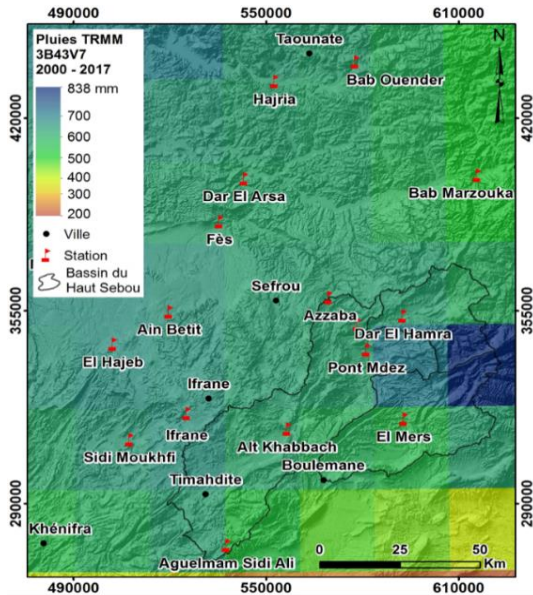 490000 550000 610000
Pluies TRMM
3B43V7
2000 - 2017
838 mm
700
600
500
400
300
200
Ville
Station
Bassin du
Haut Sebou
N
Taounate
Bab Ouender
Hajria
420000
420000
Dar El Arsa
Bab Marzouka
Fès
Sefrou
Azzaba
355000
355000
Ain Betit
Dar El Hamra
El Hajeb
Pont Mdez
Ifrane
Ifrane
Alt Khabbach
El Mers
Sidi Moukhfi
Boulemane
Timahdite
290000
290000
Khénifra
Aguelmam Sidi Ali
0 25 50
Km
490000 550000 610000